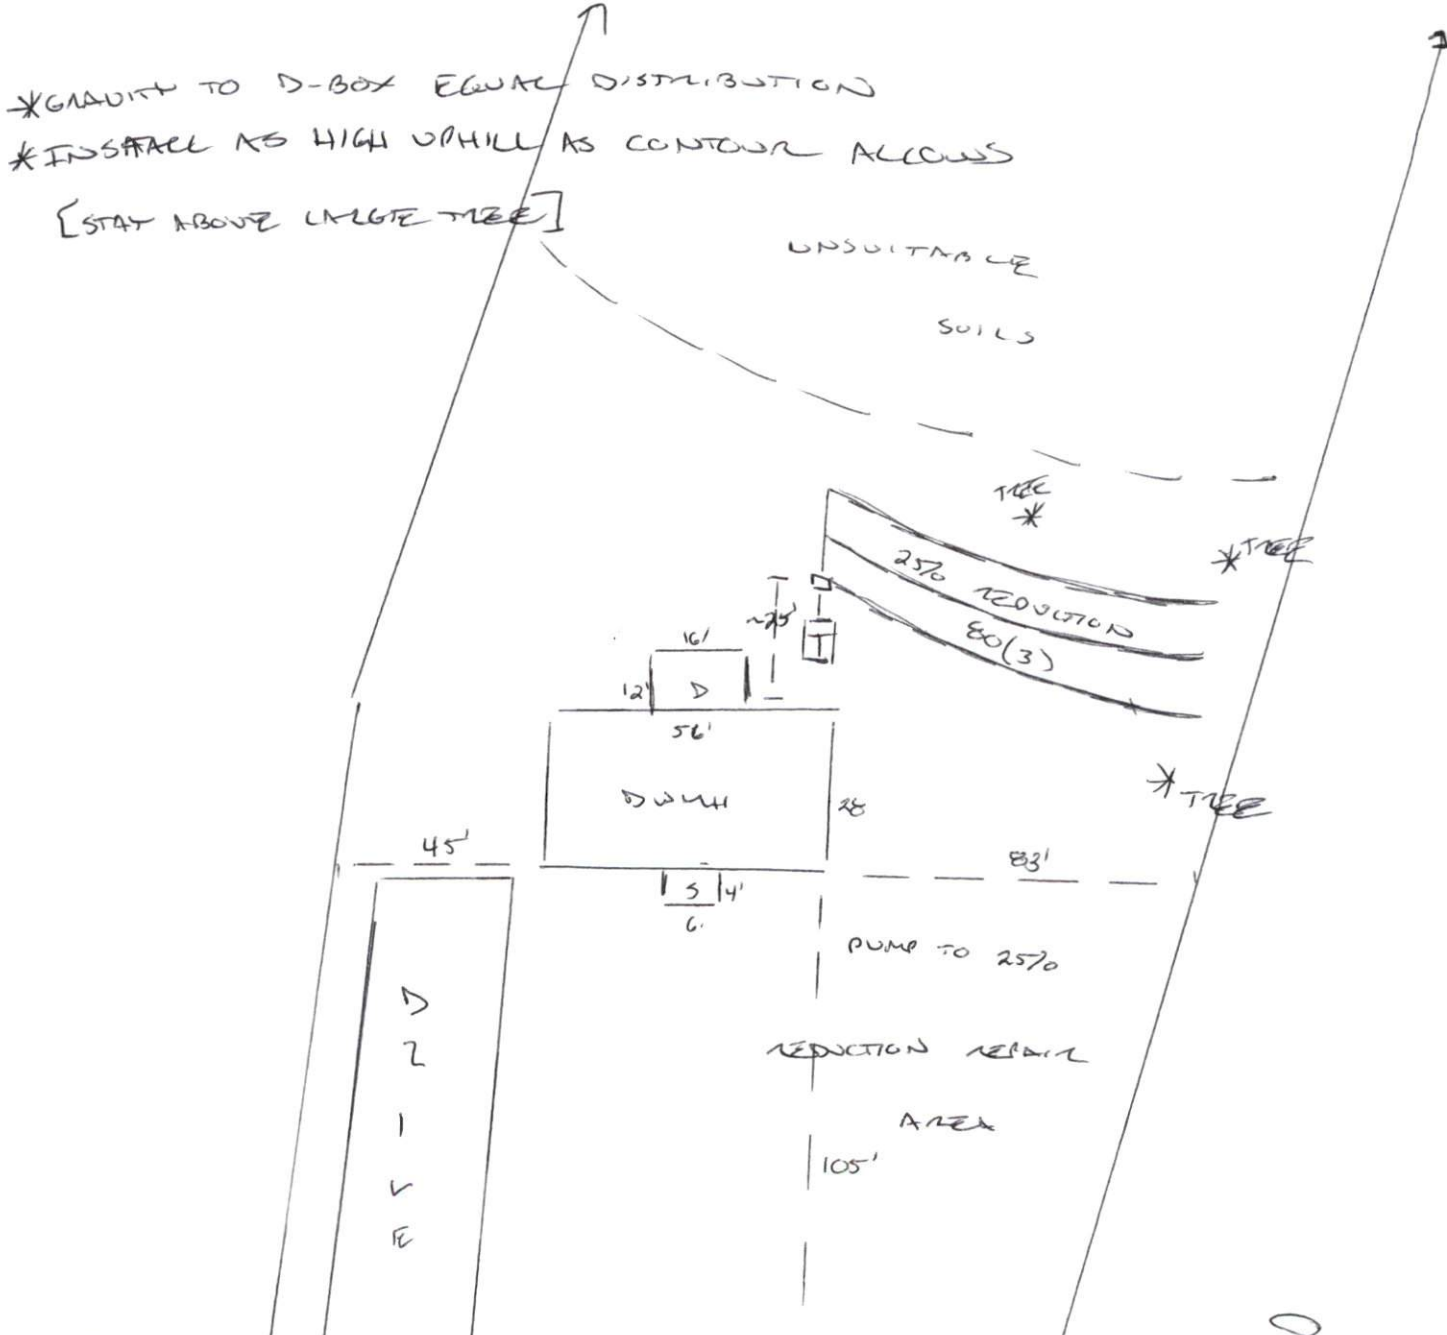 *GRAVITY TO D-BOX EQUAL DISTRIBUTION
*INSTALL AS HIGH UPHILL AS CONTOUR ALLOWS
[STAY ABOVE LARGE TREE]
UNSUITABLE
SOILS
TREE
*
*TREE
25%
REDUCTION
80(3)
~25'
T
16'
12'
D
56'
DWMH
28
*TREE
45'
83'
S
4'
6'
PUMP TO 25%
REDUCTION REPAIR
AREA
105'
D
R
I
V
E